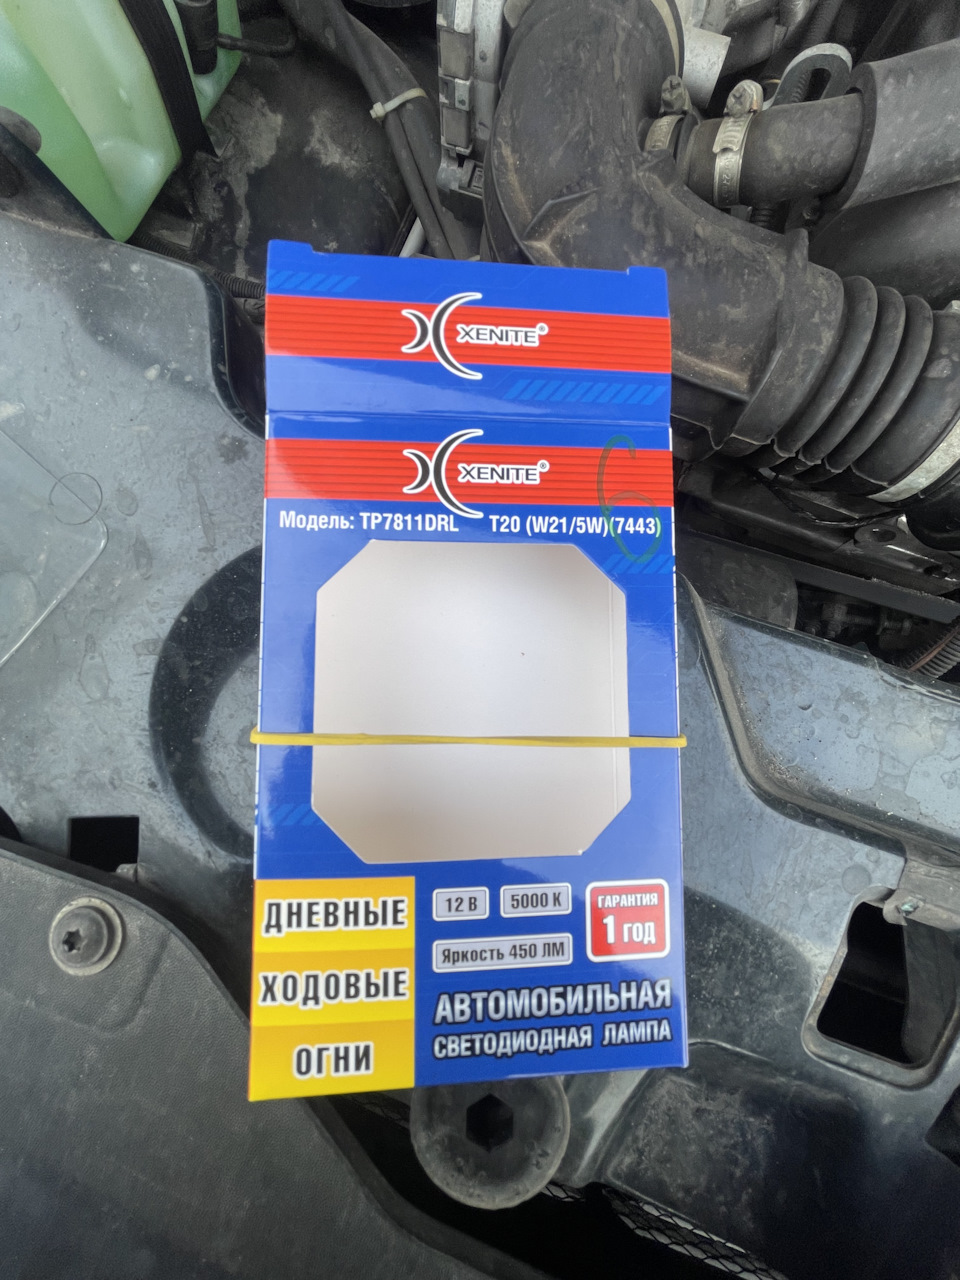 XENITE®
XENITE®
6
Модель: TP7811DRL T20 (W21/5W)(7443)
ДНЕВНЫЕ
ХОДОВЫЕ
ОГНИ
12 В 5000 К
Яркость 450 ЛМ
ГАРАНТИЯ
1 год
АВТОМОБИЛЬНАЯ
СВЕТОДИОДНАЯ ЛАМПА